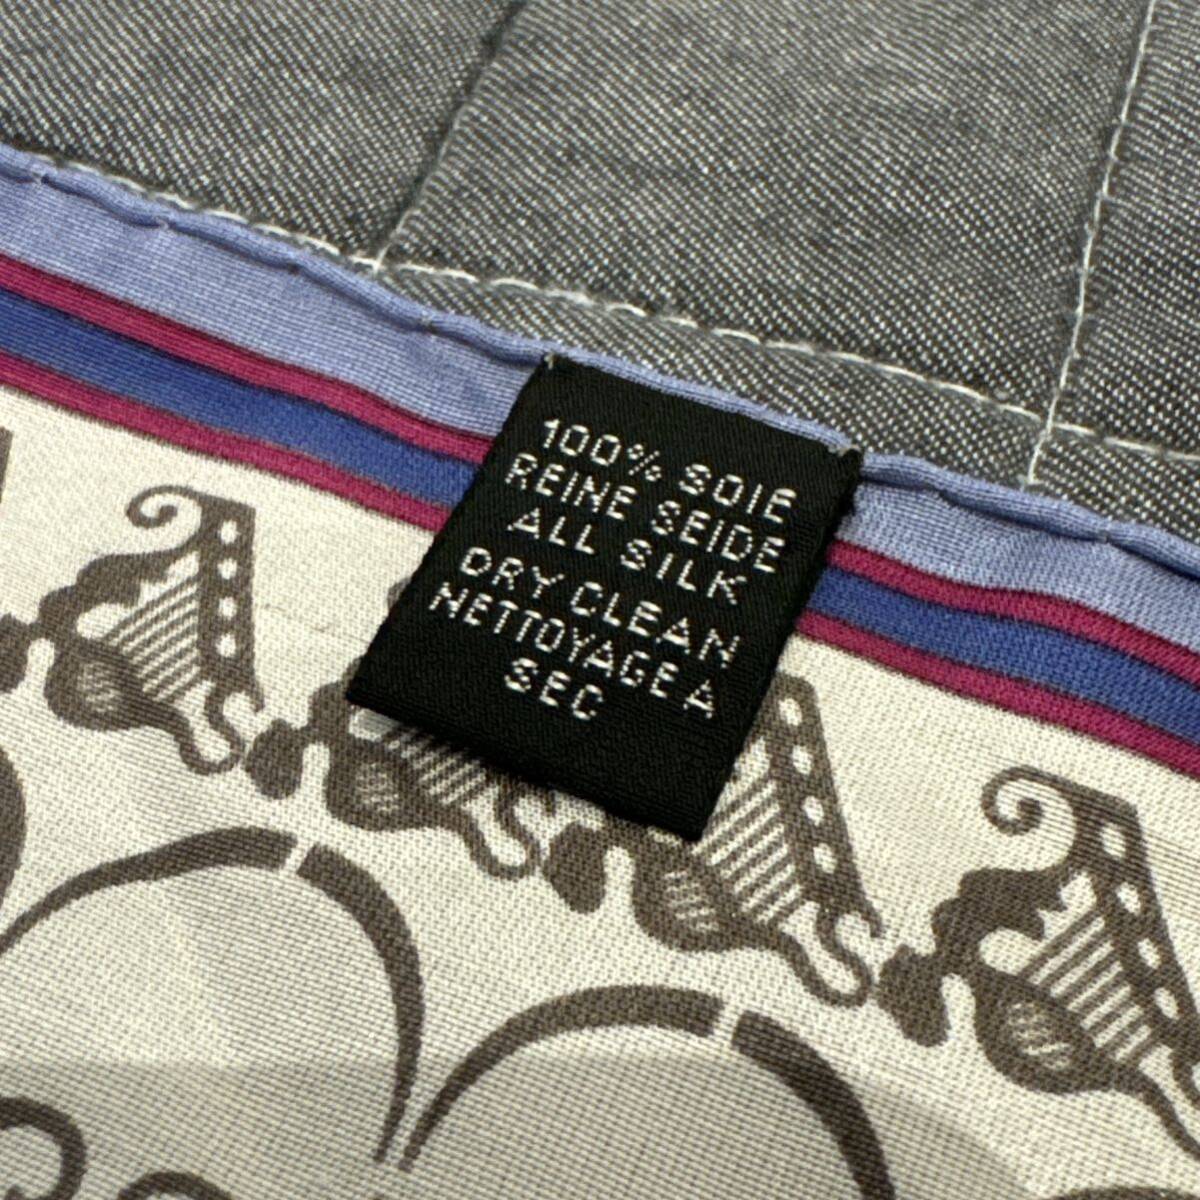 100% SOIE
REINE SEIDE
ALL SILK
DRY CLEAN
NETTOYAGE A
SEC